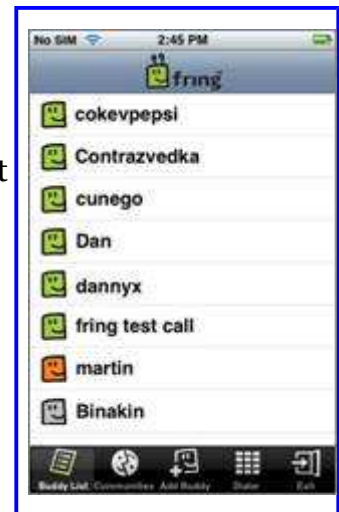 No SIM 2:45 PM
fring
cokevpepsi
t
Contrazvedka
cunego
Dan
dannyx
fring test call
martin
Binakin
Buddy List Communities Add Buddy Dialer Exit